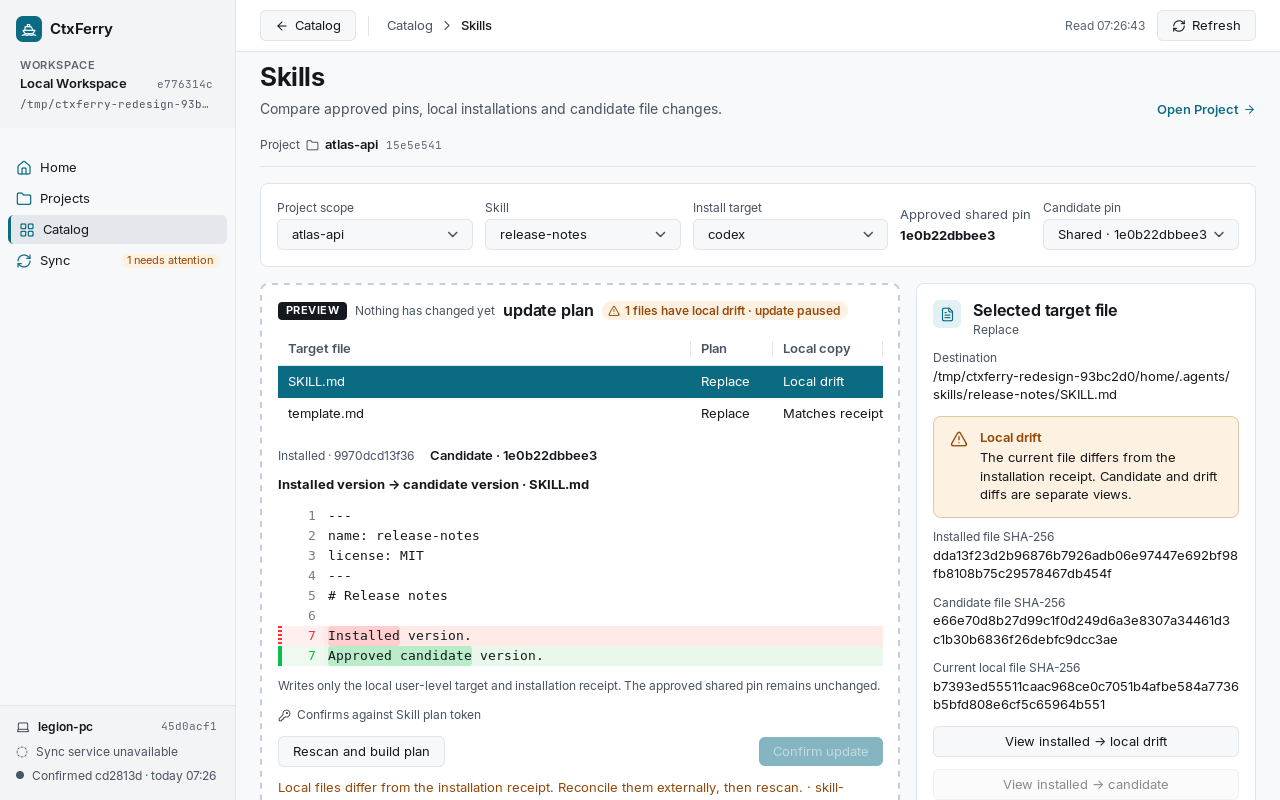 CtxFerry
WORKSPACE
Local Workspace e776314c
/tmp/ctxferry-redesign-93b…
Home
Projects
Catalog
Sync 1 needs attention
legion-pc 45d0acf1
Sync service unavailable
Confirmed cd2813d · today 07:26
Catalog
Catalog Skills
Read 07:26:43
Refresh
Skills
Compare approved pins, local installations and candidate file changes.
Open Project →
Project atlas-api 15e5e541
Project scope
atlas-api
Skill
release-notes
Install target
codex
Approved shared pin
1e0b22dbbee3
Candidate pin
Shared · 1e0b22dbbee3
PREVIEW Nothing has changed yet update plan 1 files have local drift · update paused
Target file Plan Local copy
SKILL.md Replace Local drift
template.md Replace Matches receipt
Installed · 9970dcd13f36 Candidate · 1e0b22dbbee3
Installed version → candidate version · SKILL.md
1 ---
2 name: release-notes
3 license: MIT
4 ---
5 # Release notes
6
7 Installed version.
7 Approved candidate version.
Writes only the local user-level target and installation receipt. The approved shared pin remains unchanged.
Confirms against Skill plan token
Rescan and build plan
Confirm update
Local files differ from the installation receipt. Reconcile them externally, then rescan. · skill-
Selected target file
Replace
Destination
/tmp/ctxferry-redesign-93bc2d0/home/.agents/
skills/release-notes/SKILL.md
Local drift
The current file differs from the
installation receipt. Candidate and drift
diffs are separate views.
Installed file SHA-256
dda13f23d2b96876b7926adb06e97447e692bf98
fb8108b75c29578467db454f
Candidate file SHA-256
e66e70d8b27d99c1f0d249d6a3e8307a34461d3
c1b30b6836f26debfc9dcc3ae
Current local file SHA-256
b7393ed55511caac968ce0c7051b4afbe584a7736
b5bfd808e6cf5c65964b551
View installed → local drift
View installed → candidate